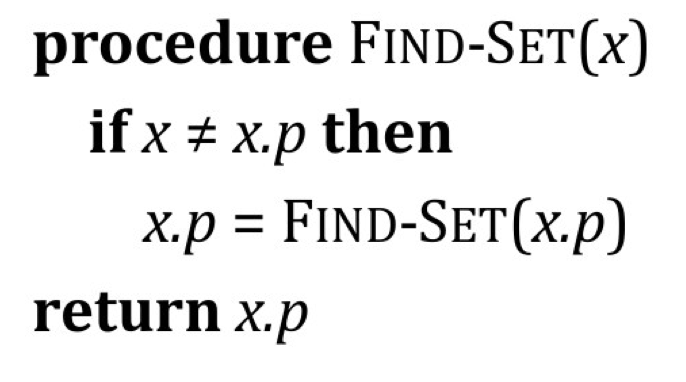 procedure FIND-SET(x)
if x ≠ x.p then
x.p = FIND-SET(x.p)
return x.p